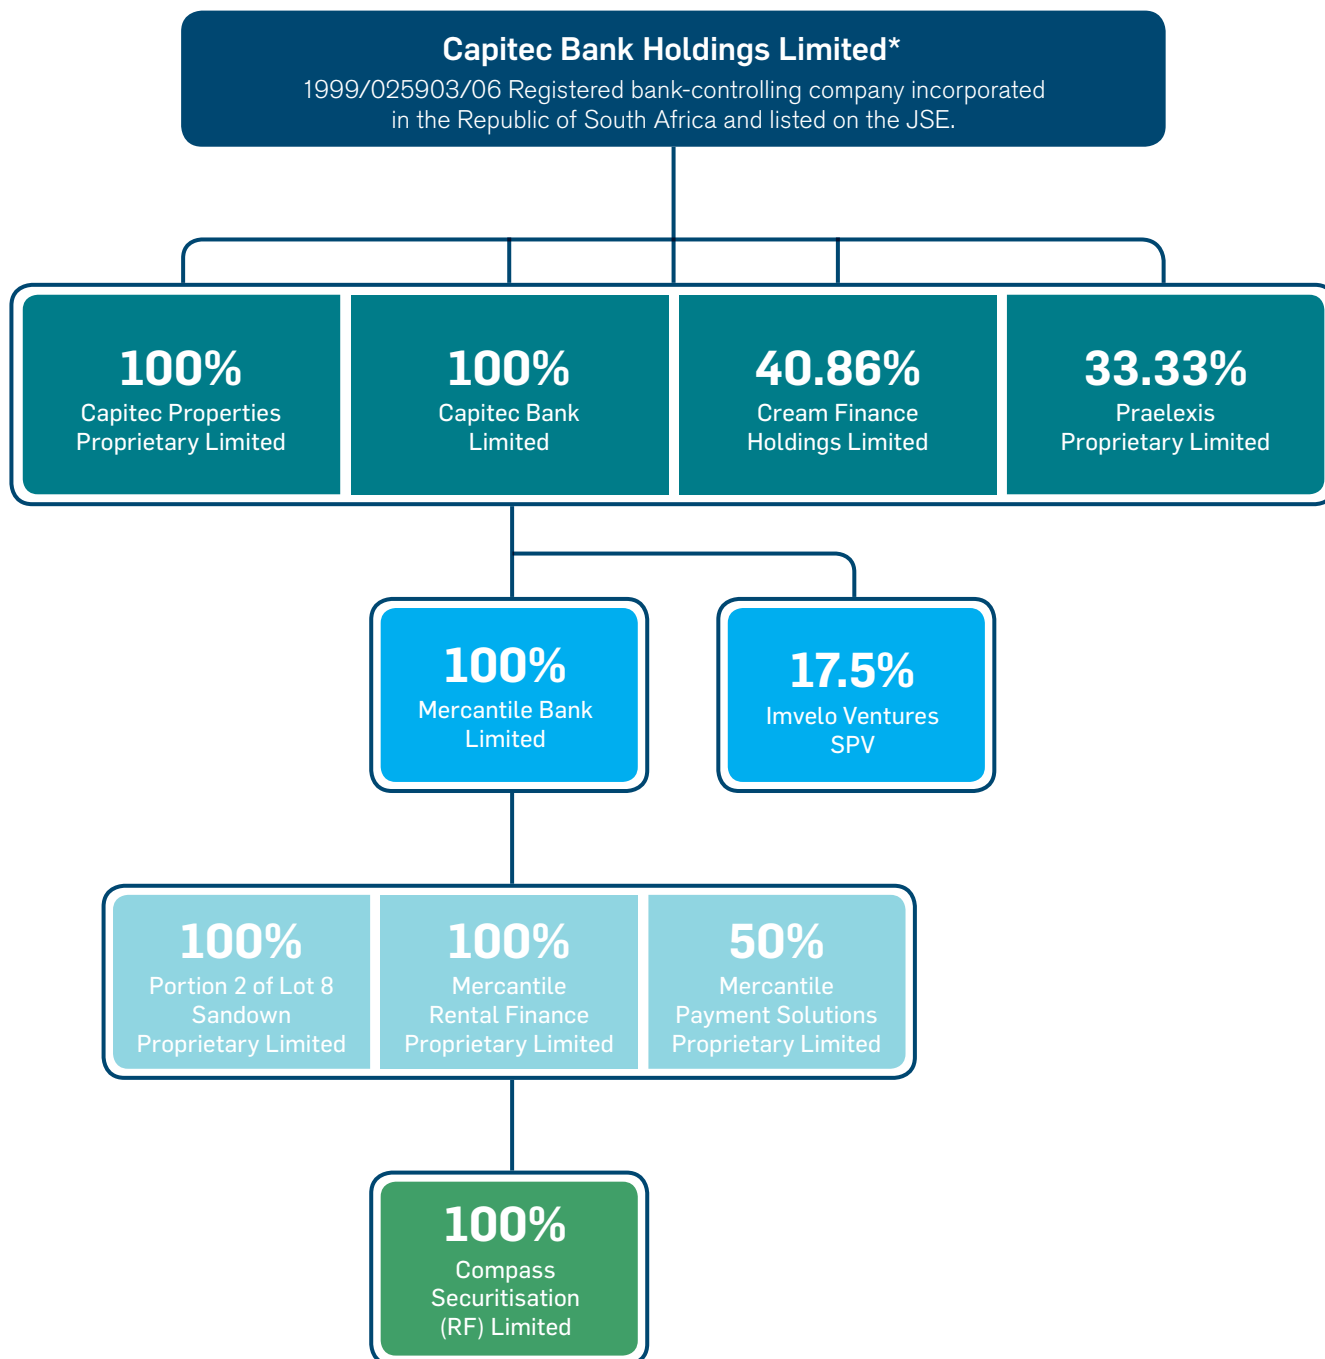 Capitec Bank Holdings Limited*
1999/025903/06 Registered bank-controlling company incorporated
in the Republic of South Africa and listed on the JSE.
100%
Capitec Properties
Proprietary Limited
100%
Capitec Bank
Limited
40.86%
Cream Finance
Holdings Limited
33.33%
Praelexis
Proprietary Limited
100%
Mercantile Bank
Limited
17.5%
Imvelo Ventures
SPV
100%
Portion 2 of Lot 8
Sandown
Proprietary Limited
100%
Mercantile
Rental Finance
Proprietary Limited
50%
Mercantile
Payment Solutions
Proprietary Limited
100%
Compass
Securitisation
(RF) Limited